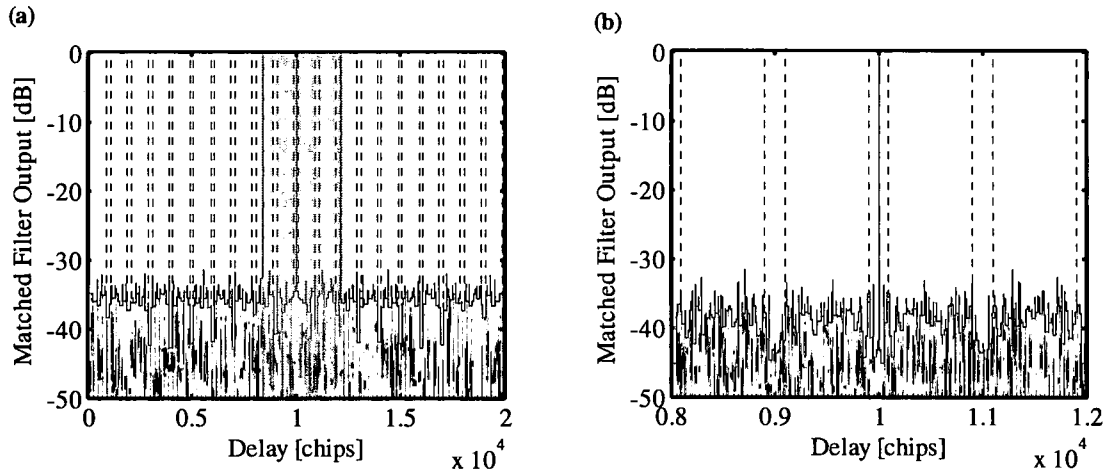 (a)
(b)
0
-10
-20
-30
-40
-50
Matched Filter Output [dB]
0 0.5 1 1.5 2
Delay [chips]
x 10^4
0
-10
-20
-30
-40
-50
Matched Filter Output [dB]
0.8 0.9 1 1.1 1.2
Delay [chips]
x 10^4